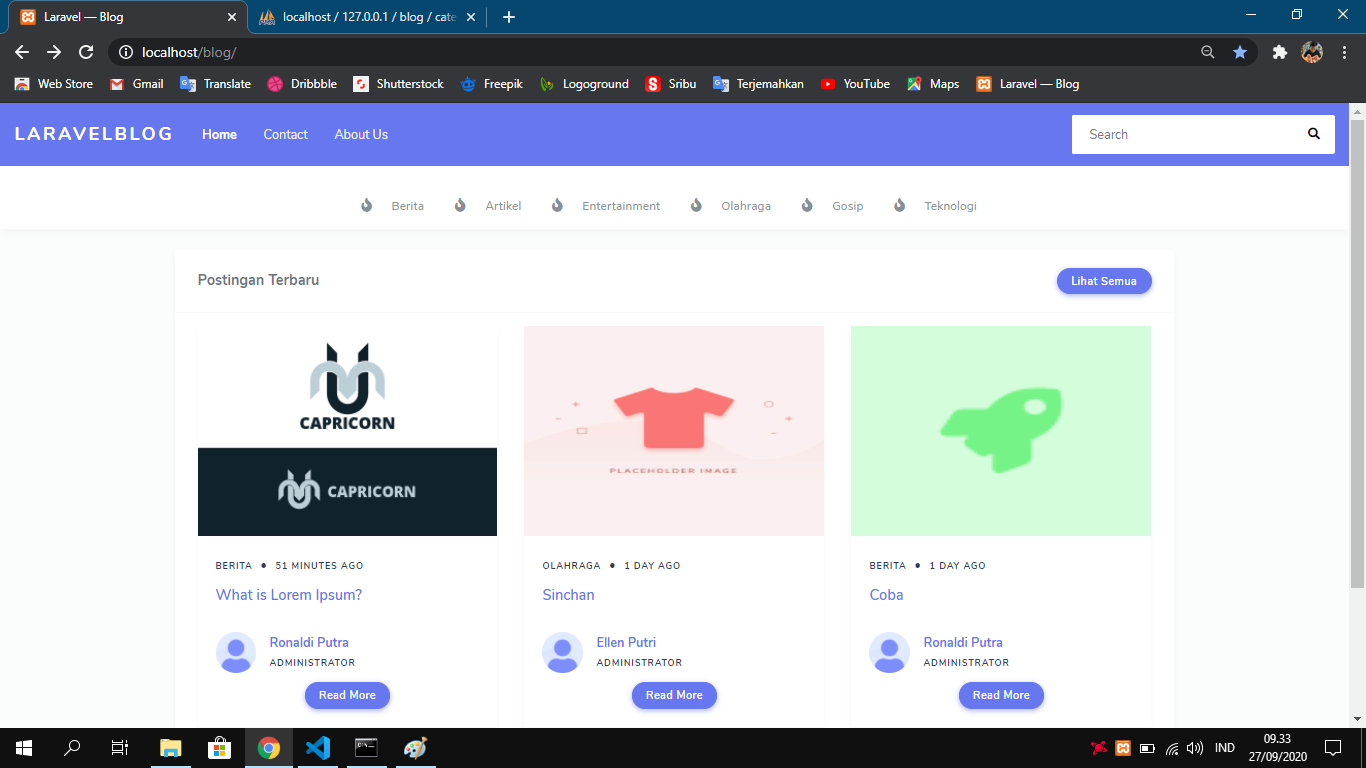 Laravel — Blog
localhost / 127.0.0.1 / blog / cate
localhost/blog/
Web Store
Gmail
Translate
Dribbble
Shutterstock
Freepik
Logoground
Sribu
Terjemahkan
YouTube
Maps
Laravel — Blog
LARAVELBLOG
Home
Contact
About Us
Search
Berita
Artikel
Entertainment
Olahraga
Gosip
Teknologi
Postingan Terbaru
Lihat Semua
CAPRICORN
CAPRICORN
PLACEHOLDER IMAGE
BERITA • 51 MINUTES AGO
What is Lorem Ipsum?
Ronaldi Putra
ADMINISTRATOR
Read More
OLAHRAGA • 1 DAY AGO
Sinchan
Ellen Putri
ADMINISTRATOR
Read More
BERITA • 1 DAY AGO
Coba
Ronaldi Putra
ADMINISTRATOR
Read More
IND
09.33
27/09/2020